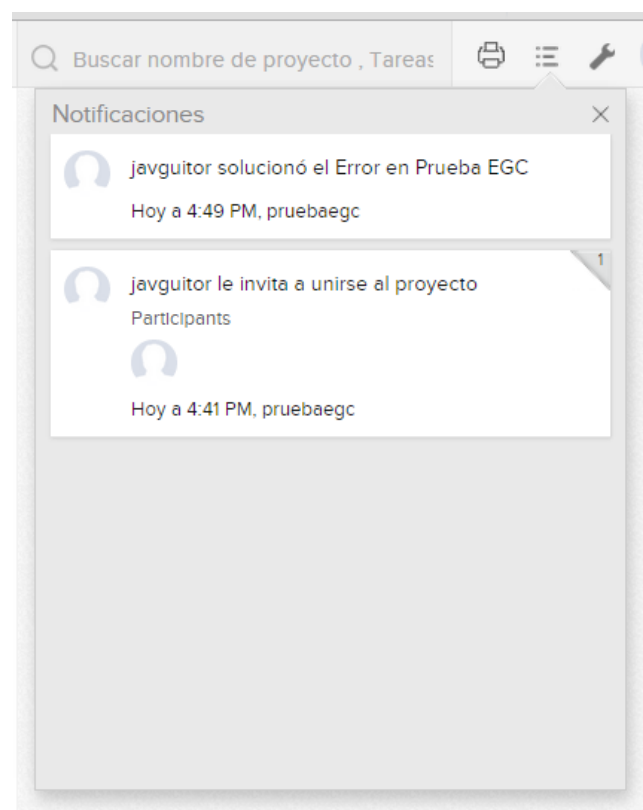 Buscar nombre de proyecto , Tareas
Notificaciones
javguitor solucionó el Error en Prueba EGC
Hoy a 4:49 PM, pruebaegc
1
javguitor le invita a unirse al proyecto
Participants
Hoy a 4:41 PM, pruebaegc